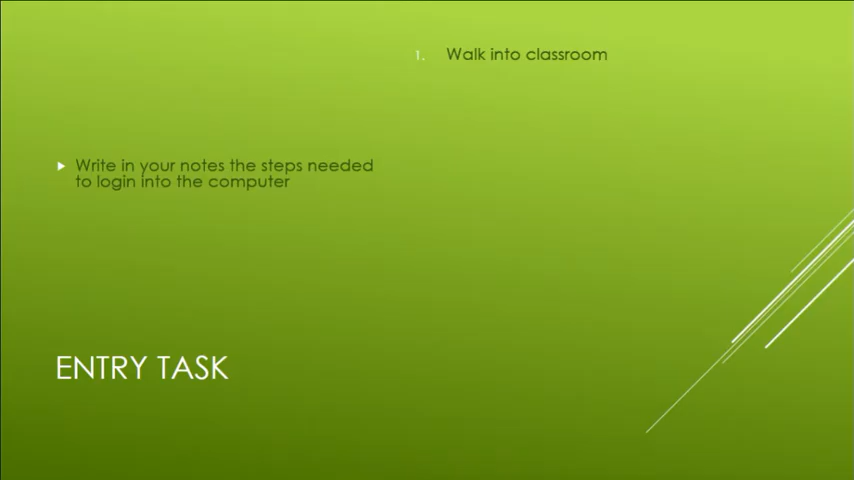 1. Walk into classroom
Write in your notes the steps needed
to login into the computer
ENTRY TASK